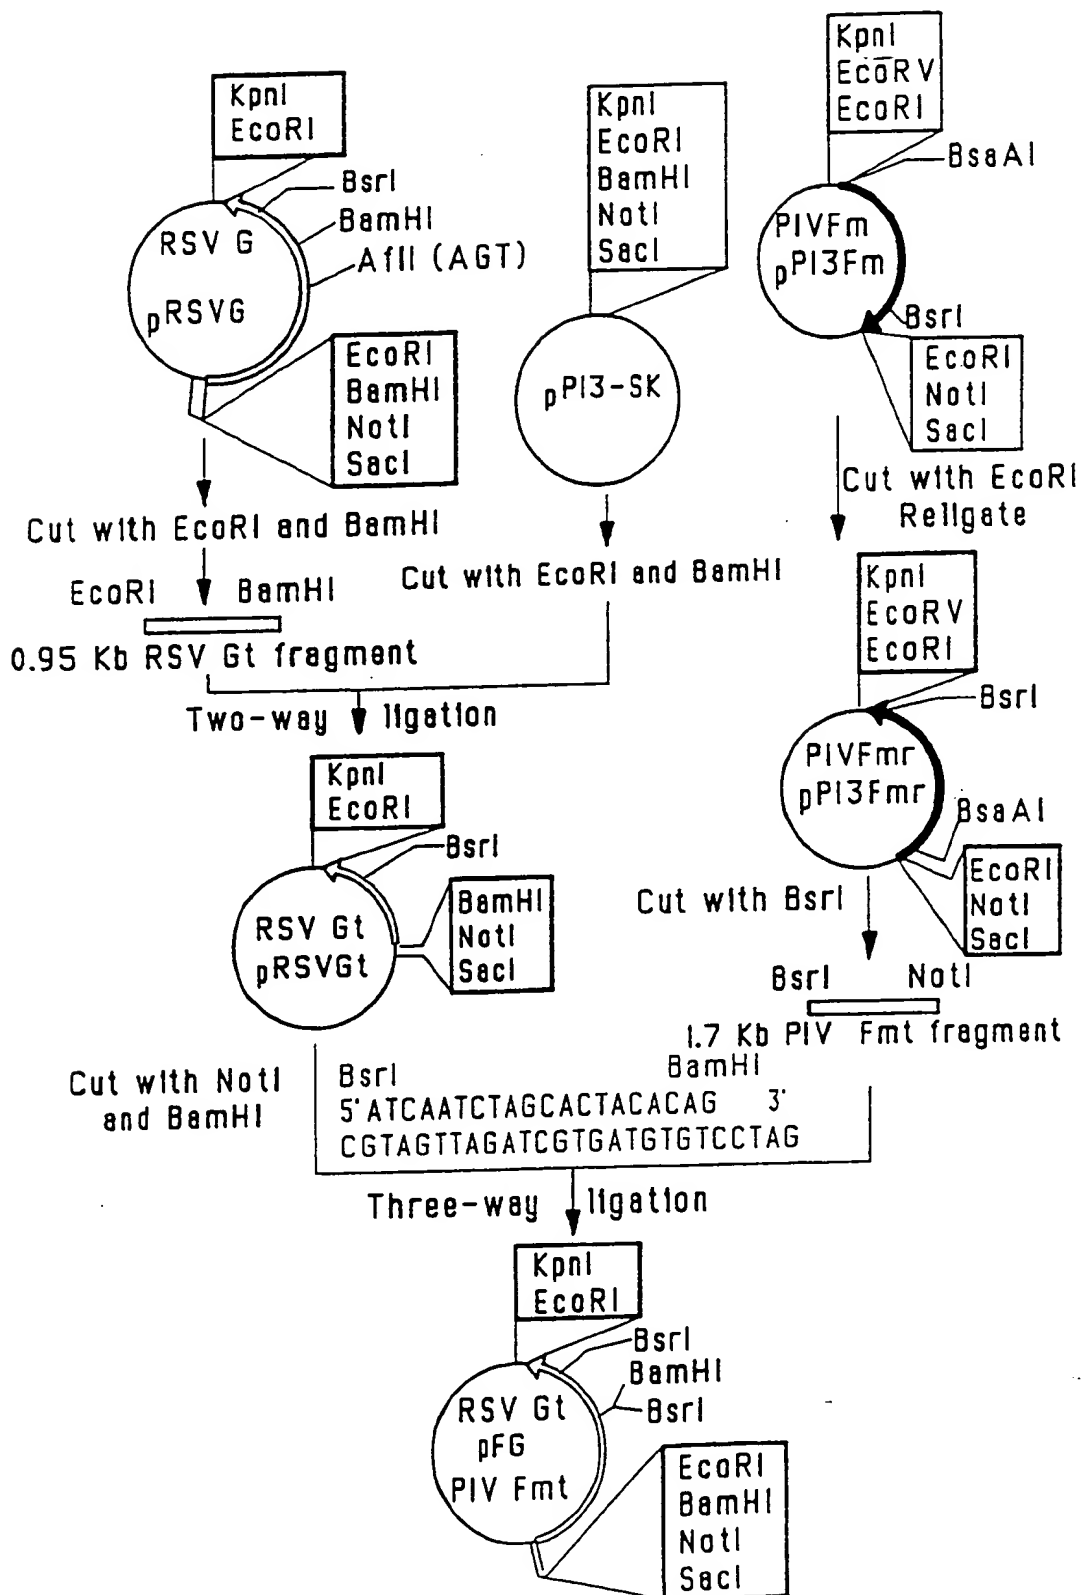 KpnI
EcoRI
BsrI
BamHI
AflI (AGT)
RSV G
pRSVG
EcoRI
BamHI
NotI
SacI
Cut with EcoRI and BamHI
EcoRI BamHI
0.95 Kb RSV Gt fragment
KpnI
EcoRI
BamHI
NotI
SacI
pPI3-SK
Cut with EcoRI and BamHI
KpnI
EcoRV
EcoRI
BsaAI
PIVFm
pPI3Fm
BsrI
EcoRI
NotI
SacI
Cut with EcoRI
Religate
KpnI
EcoRV
EcoRI
BsrI
PIVFmr
pPI3Fmr
BsaAI
EcoRI
NotI
SacI
Cut with BsrI
BsrI NotI
1.7 Kb PIV Fmt fragment
Two-way ligation
KpnI
EcoRI
BsrI
RSV Gt
pRSVGt
BamHI
NotI
SacI
Cut with NotI
and BamHI
BsrI BamHI
5'ATCAATCTAGCACTACACAG 3'
CGTAGTTAGATCGTGATGTGTCCTAG
Three-way ligation
KpnI
EcoRI
BsrI
BamHI
BsrI
RSV Gt
pFG
PIV Fmt
EcoRI
BamHI
NotI
SacI